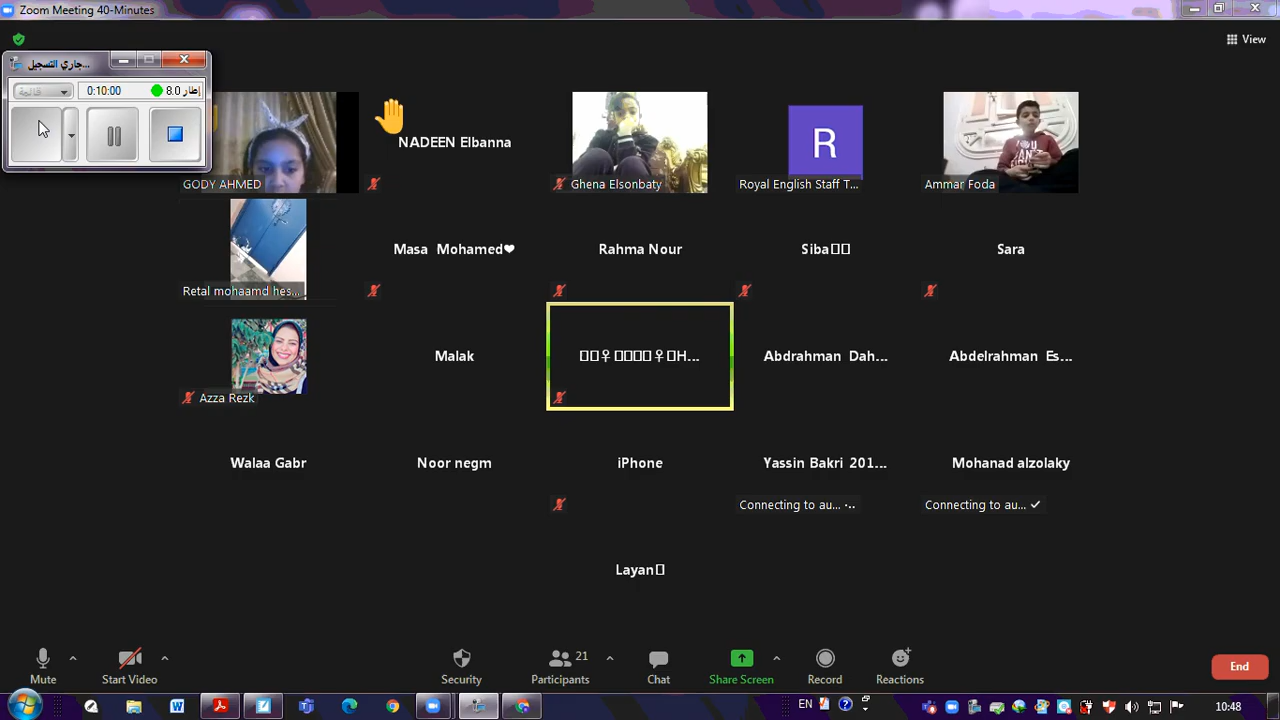 Zoom Meeting 40-Minutes
View
جاري التسجيل...
قائمة
0:10:00
إطار 8.0
GODY AHMED
NADEEN Elbanna
Ghena Elsonbaty
R
Royal English Staff T...
Ammar Foda
Retal mohaamd hes...
Masa Mohamed❤
Rahma Nour
Siba
Sara
Azza Rezk
Malak
H...
Abdrahman Dah...
Abdelrahman Es...
Walaa Gabr
Noor negm
iPhone
Yassin Bakri 201...
Connecting to au...
Mohanad alzolaky
Connecting to au...
Layan
Mute
Start Video
Security
Participants
21
Chat
Share Screen
Record
Reactions
End
EN
10:48